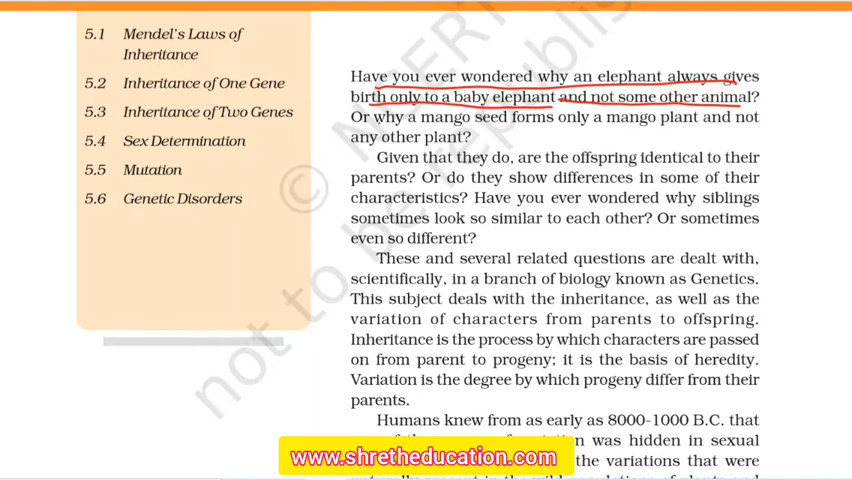 5.1 Mendel's Laws of
Inheritance
5.2 Inheritance of One Gene
5.3 Inheritance of Two Genes
5.4 Sex Determination
5.5 Mutation
5.6 Genetic Disorders
Have you ever wondered why an elephant always gives
birth only to a baby elephant and not some other animal?
Or why a mango seed forms only a mango plant and not
any other plant?
Given that they do, are the offspring identical to their
parents? Or do they show differences in some of their
characteristics? Have you ever wondered why siblings
sometimes look so similar to each other? Or sometimes
even so different?
These and several related questions are dealt with,
scientifically, in a branch of biology known as Genetics.
This subject deals with the inheritance, as well as the
variation of characters from parents to offspring.
Inheritance is the process by which characters are passed
on from parent to progeny; it is the basis of heredity.
Variation is the degree by which progeny differ from their
parents.
Humans knew from as early as 8000-1000 B.C. that
was hidden in sexual
the variations that were
www.shretheducation.com
© NCERT
not to be republi